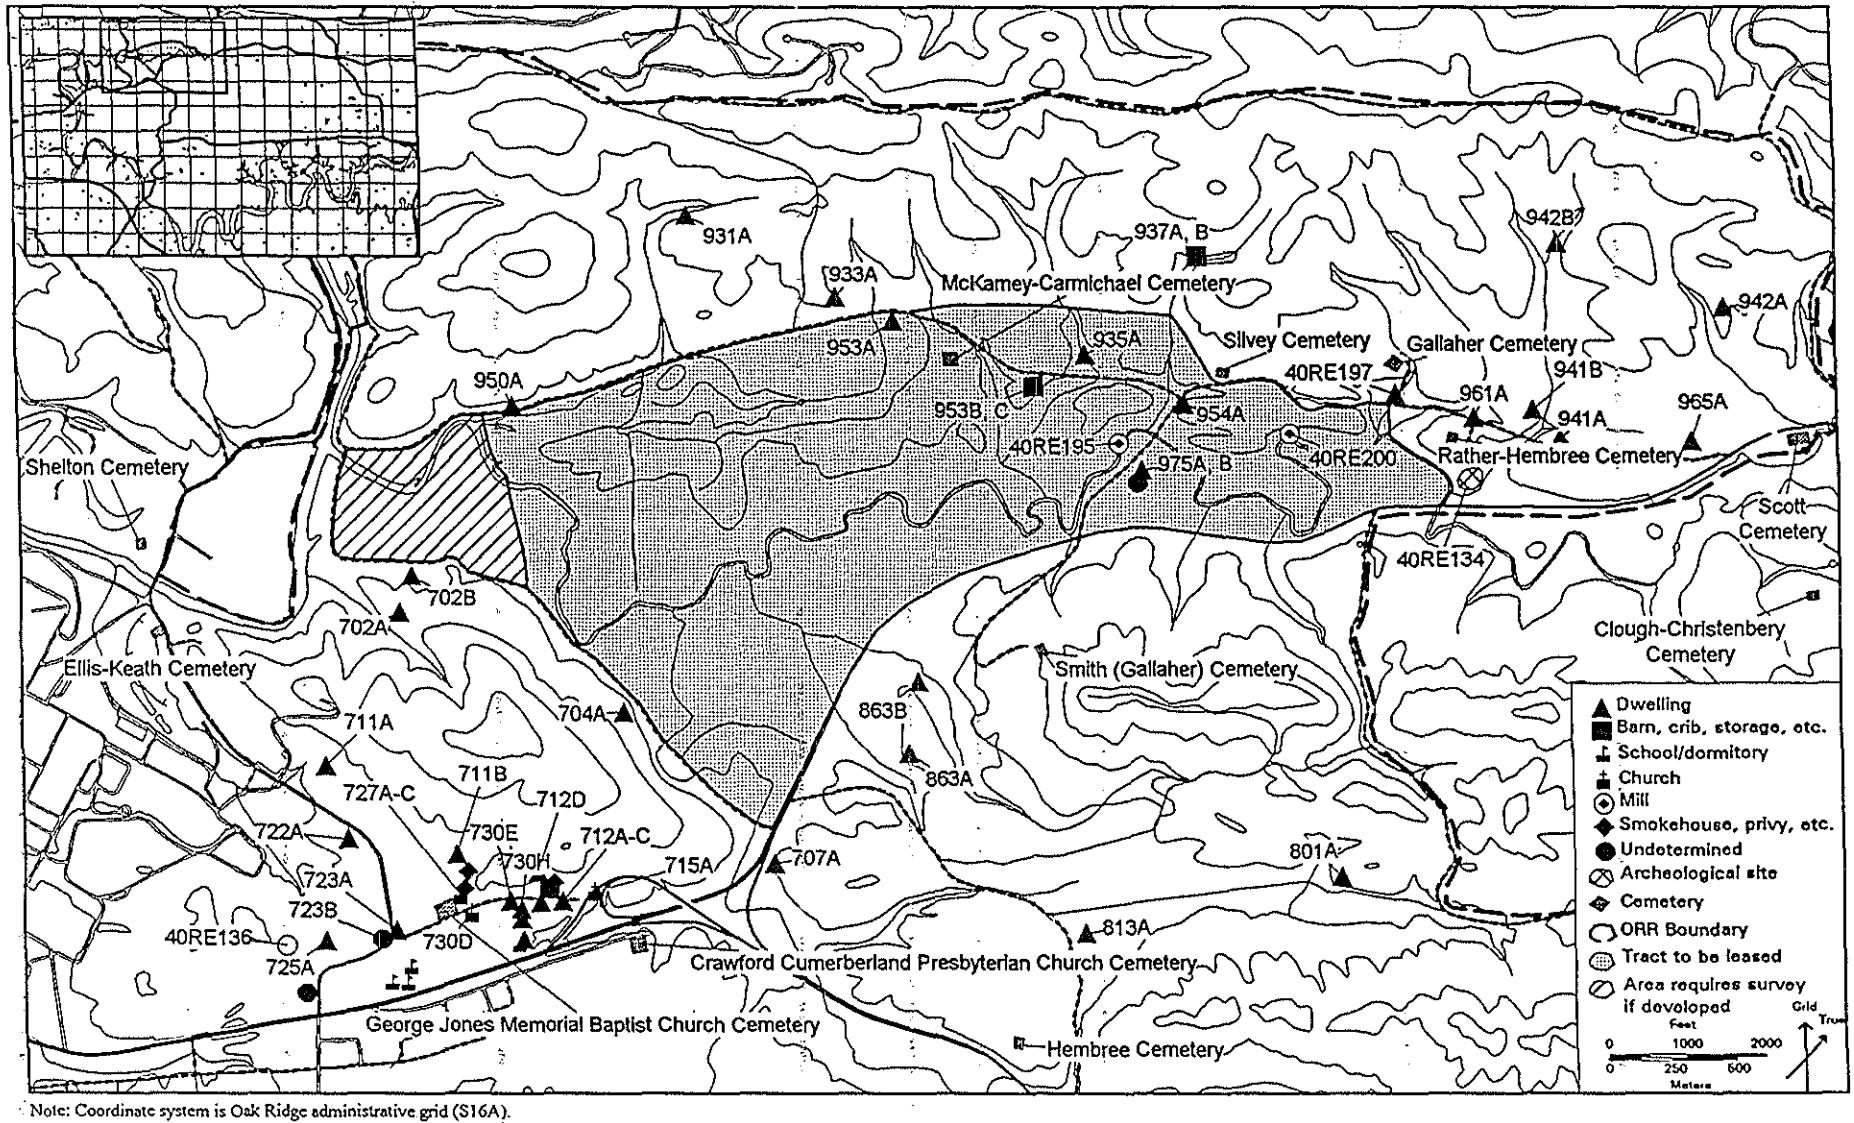 942B
937A, B
931A
933A
McKamey-Carmichael Cemetery
942A
953A
935A
Silvey Cemetery
Gallaher Cemetery
40RE197
941B
950A
961A
965A
953B, C
954A
941A
40RE195
40RE200
Rather-Hembree Cemetery
Shelton Cemetery
975A, B
Scott
Cemetery
40RE134
702B
702A
Clough-Christenbery
Cemetery
Ellis-Keath Cemetery
Smith (Gallaher) Cemetery
704A
863B
711A
863A
711B
727A-C
712D
722A
730E
712A-C
730H
715A
707A
801A
723A
723B
40RE136
730D
813A
725A
Crawford Cumerberland Presbyterian Church Cemetery
George Jones Memorial Baptist Church Cemetery
Hembree Cemetery
Dwelling
Barn, crib, storage, etc.
School/dormitory
Church
Mill
Smokehouse, privy, etc.
Undetermined
Archeological site
Cemetery
ORR Boundary
Tract to be leased
Area requires survey
if developed
Grid
True
Feet
0 1000 2000
0 250 500
Meters
Note: Coordinate system is Oak Ridge administrative grid (S16A).